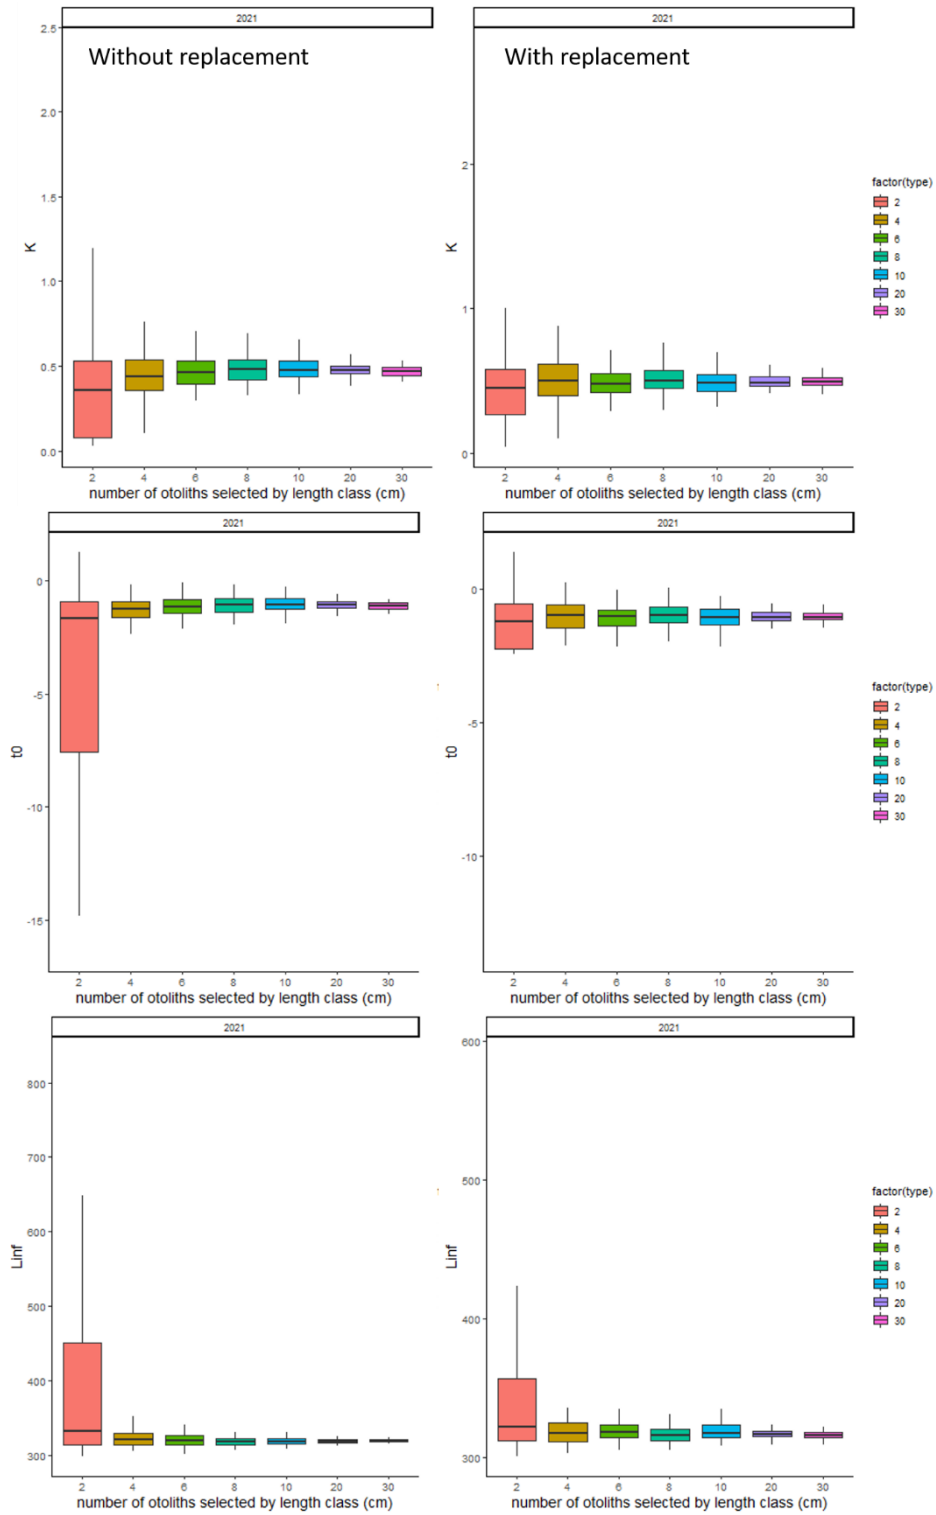 2021
Without replacement
2.5
2.0
1.5
1.0
0.5
0.0
K
2 4 6 8 10 20 30
number of otoliths selected by length class (cm)
2021
With replacement
2
1
0
K
2 4 6 8 10 20 30
number of otoliths selected by length class (cm)
factor(type)
2
4
6
8
10
20
30
2021
0
-5
-10
-15
t0
2 4 6 8 10 20 30
number of otoliths selected by length class (cm)
2021
0
-5
-10
t0
2 4 6 8 10 20 30
number of otoliths selected by length class (cm)
factor(type)
2
4
6
8
10
20
30
2021
800
700
600
500
400
300
Linf
2 4 6 8 10 20 30
number of otoliths selected by length class (cm)
2021
600
500
400
300
Linf
2 4 6 8 10 20 30
number of otoliths selected by length class (cm)
factor(type)
2
4
6
8
10
20
30